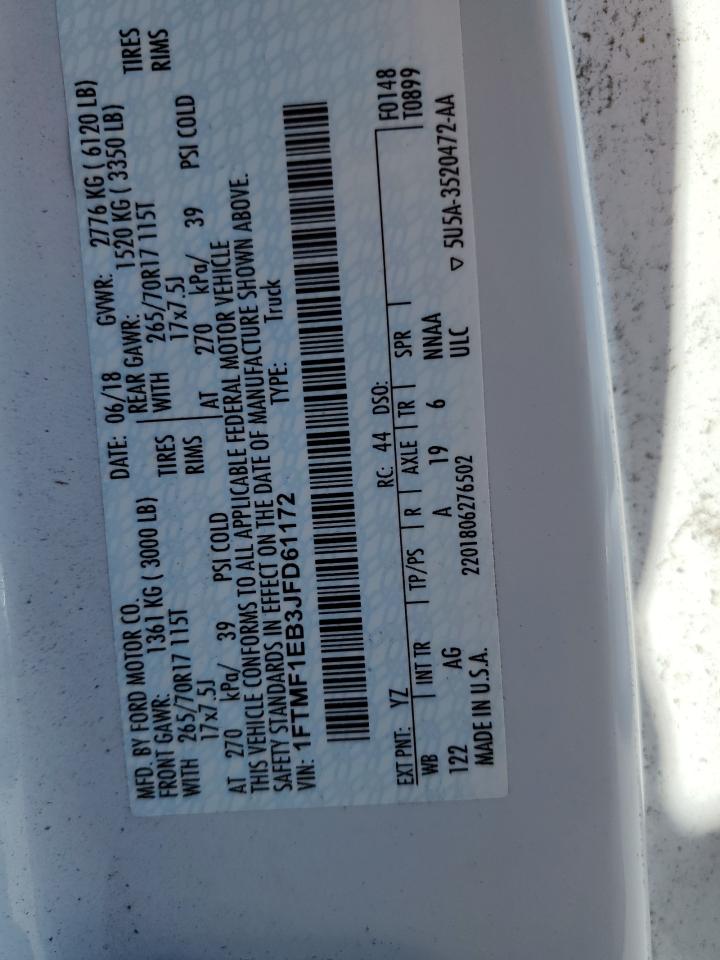 MFD. BY FORD MOTOR CO. DATE: 06/18 GVWR: 2776 KG ( 6120 LB)
FRONT GAWR: 1361 KG ( 3000 LB) REAR GAWR: 1520 KG ( 3350 LB)
WITH 265/70R17 115T TIRES WITH 265/70R17 115T TIRES
17x7.5J RIMS 17x7.5J RIMS
AT 270 kPa/ 39 PSI COLD AT 270 kPa/ 39 PSI COLD
THIS VEHICLE CONFORMS TO ALL APPLICABLE FEDERAL MOTOR VEHICLE
SAFETY STANDARDS IN EFFECT ON THE DATE OF MANUFACTURE SHOWN ABOVE.
VIN: 1FTMF1EB3JFD61172 TYPE: Truck
EXT PNT: YZ RC: 44 DSO: F0148
WB INT TR TP/PS R AXLE TR SPR T0899
122 AG A 19 6 NNAA
MADE IN U.S.A. 2201806276502 ULC ▽ 5U5A-3520472-AA